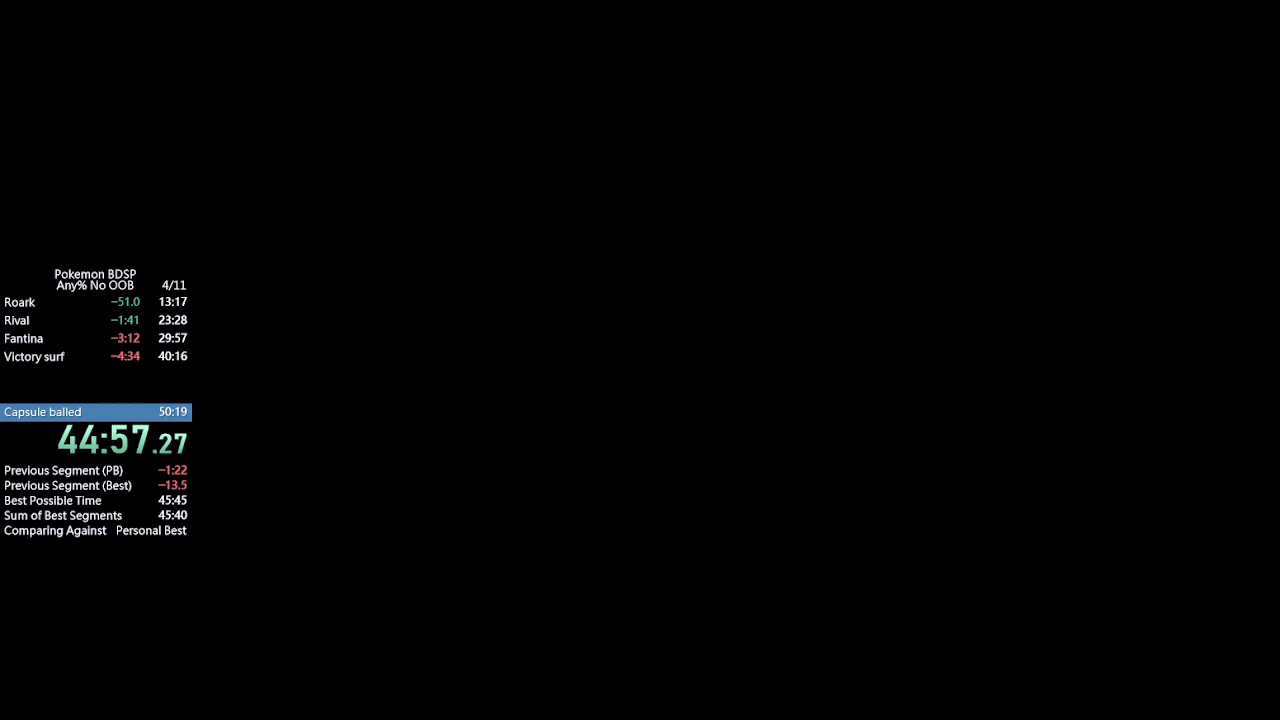 Pokemon BDSP
Any% No OOB 4/11
Roark −51.0 13:17
Rival −1:41 23:28
Fantina −3:12 29:57
Victory surf −4:34 40:16
Capsule balled 50:19
44:57.27
Previous Segment (PB) −1:22
Previous Segment (Best) −13.5
Best Possible Time 45:45
Sum of Best Segments 45:40
Comparing Against Personal Best